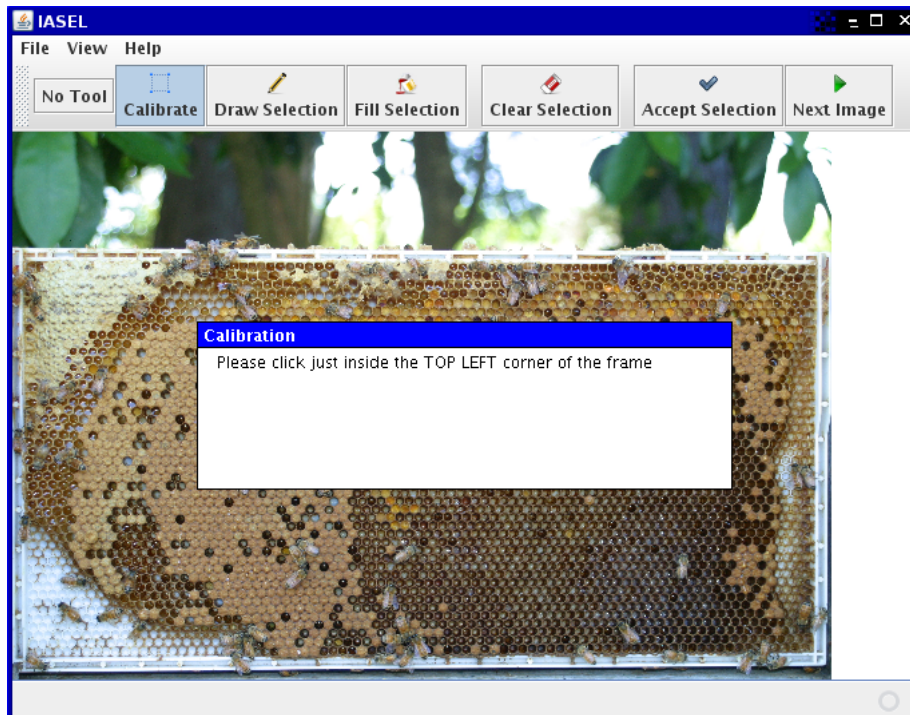 IASEL
File View Help
No Tool Calibrate Draw Selection Fill Selection Clear Selection Accept Selection Next Image
Calibration
Please click just inside the TOP LEFT corner of the frame